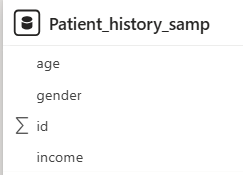 Patient_history_samp
age
gender
∑ id
income